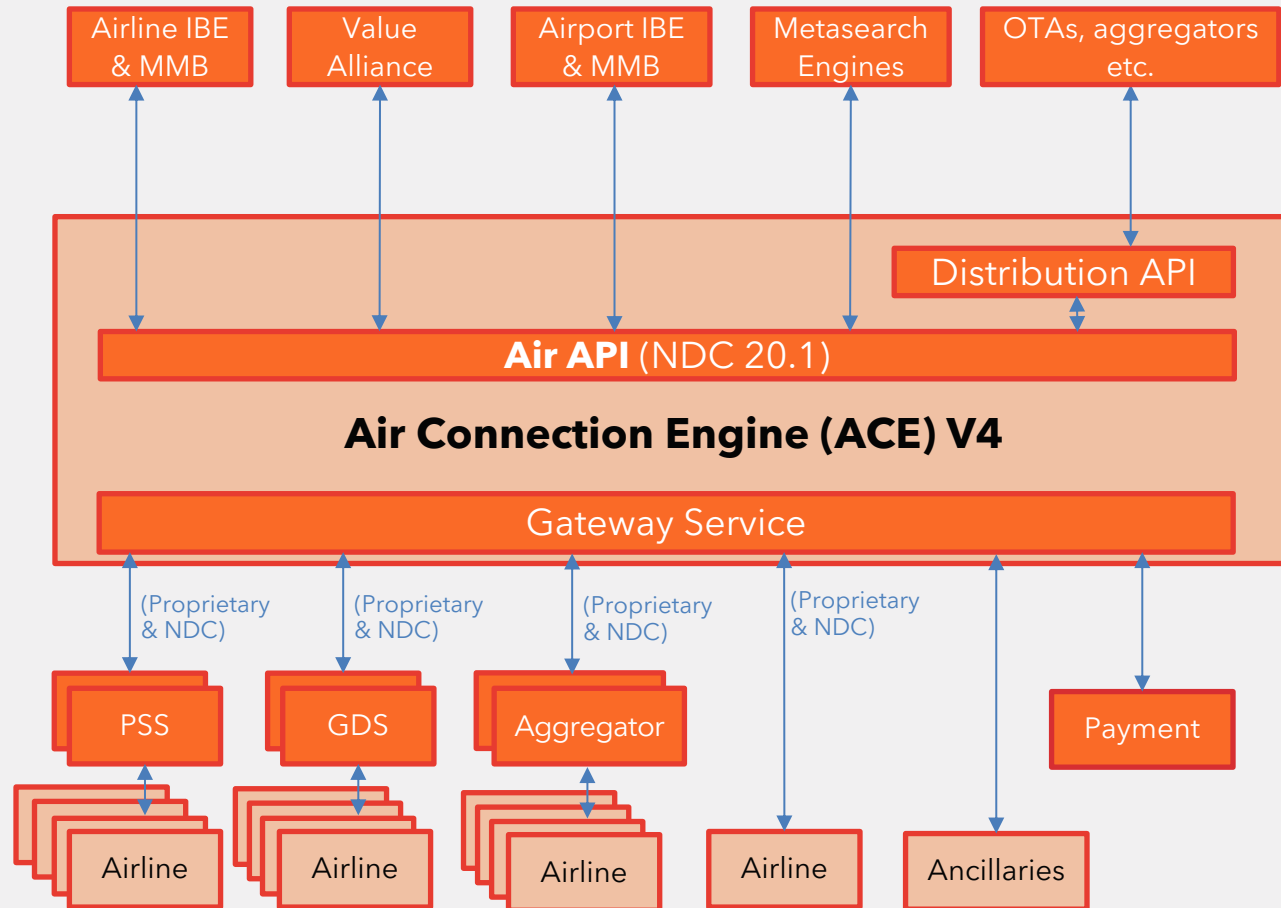 Airline IBE
& MMB
Value
Alliance
Airport IBE
& MMB
Metasearch
Engines
OTAs, aggregators
etc.
Distribution API
Air API (NDC 20.1)
Air Connection Engine (ACE) V4
Gateway Service
(Proprietary
& NDC)
(Proprietary
& NDC)
(Proprietary
& NDC)
(Proprietary
& NDC)
PSS
GDS
Aggregator
Payment
Airline
Airline
Airline
Airline
Ancillaries